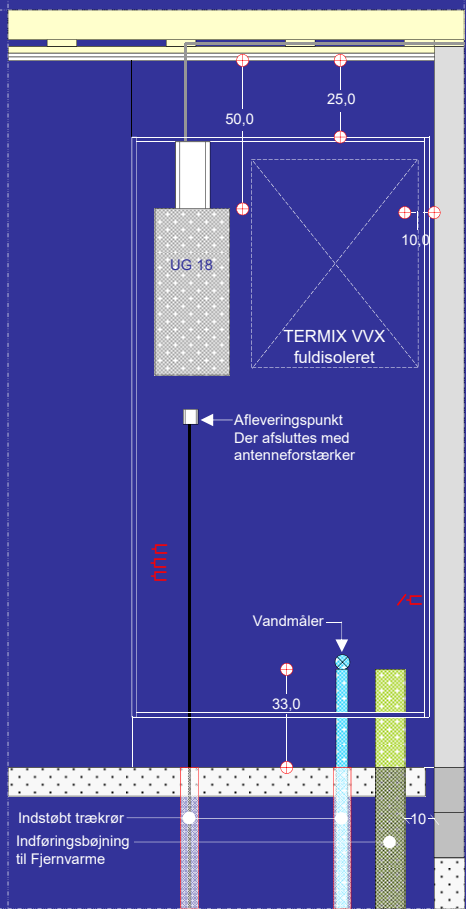 50,0
25,0
10,0
UG 18
TERMIX VVX
fuldisoleret
Afleveringspunkt
Der afsluttes med
antenneforstærker
Vandmåler
33,0
Indstøbt trækrør
10
Indføringsbøjning
til Fjernvarme